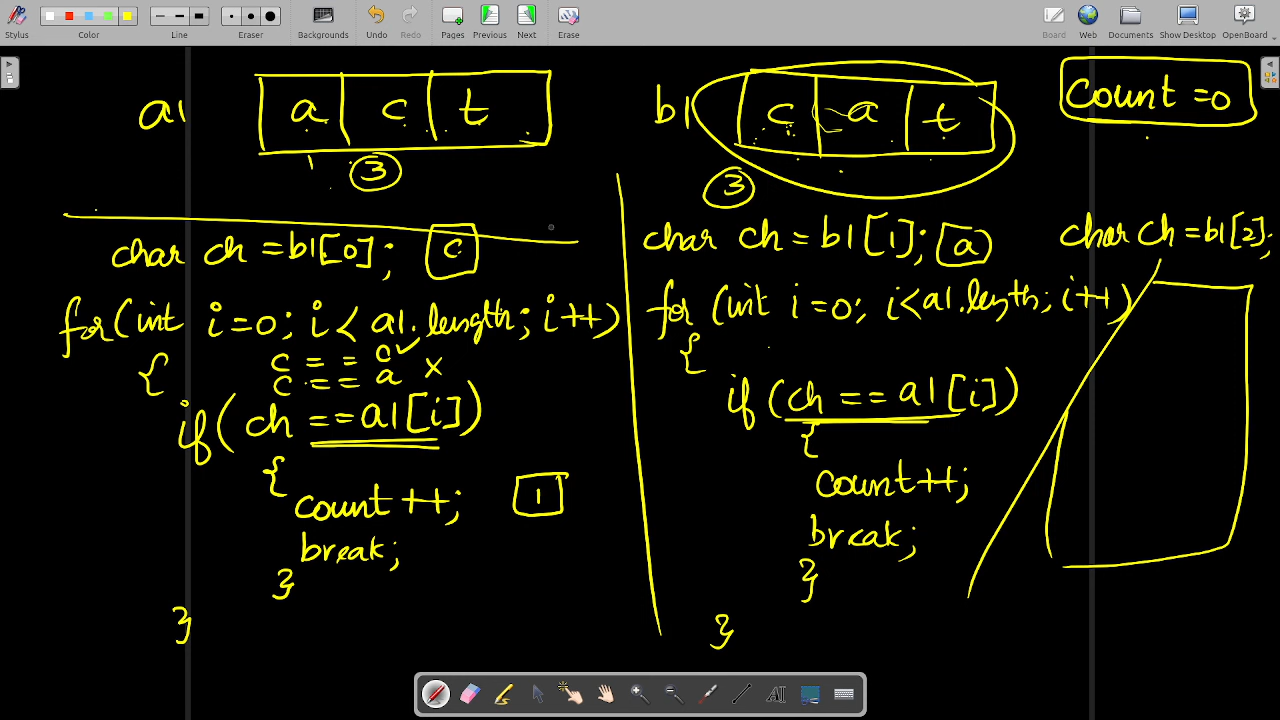 Stylus Color Line Eraser Backgrounds Undo Redo Pages Previous Next Erase Board Web Documents Show Desktop OpenBoard
a1 a c t
3
b1 c a t
3
Count =0
char ch =b1[0]; c
for(int i=0; i< a1.length; i++)
c = = c ✓
{ c == a x
if( ch ==a1[i])
{
count++; 1
break;
}
}
char ch = b1[1]; a
for (int i=0; i<a1.length; i++)
{
if (ch == a1[i])
{
count++;
break;
}
}
char ch =b1[2];